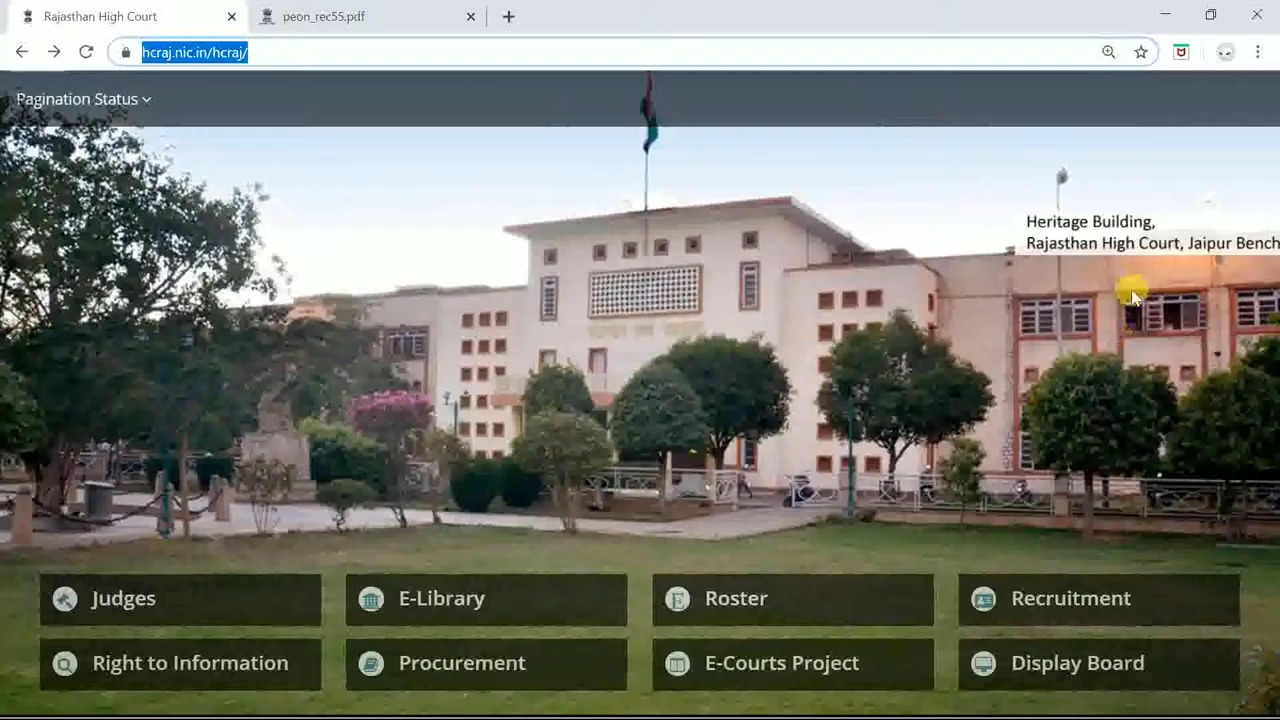 Rajasthan High Court
peon_rec55.pdf
hcraj.nic.in/hcraj/
Pagination Status
Heritage Building,
Rajasthan High Court, Jaipur Bench
Judges
E-Library
Roster
Recruitment
Right to Information
Procurement
E-Courts Project
Display Board